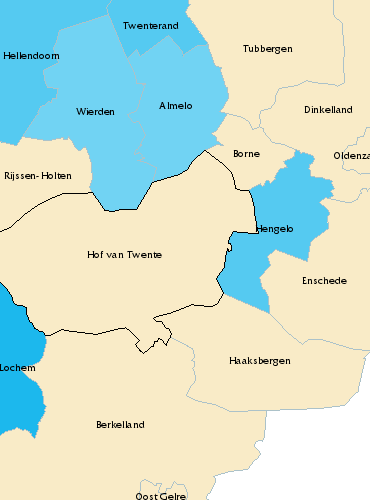 Twenterand
Hellendoorn
Tubbergen
Wierden
Almelo
Dinkelland
Borne
Oldenza
Rijssen-Holten
Hengelo
Hof van Twente
Enschede
Haaksbergen
Lochem
Berkelland
Oost Gelre